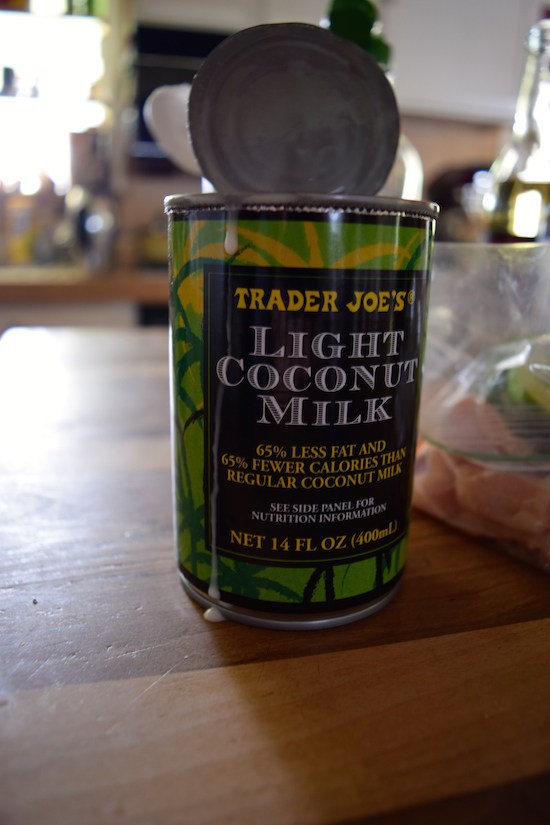 TRADER JOE'S®
LIGHT
COCONUT
MILK
65% LESS FAT AND
65% FEWER CALORIES THAN
REGULAR COCONUT MILK
SEE SIDE PANEL FOR
NUTRITION INFORMATION
NET 14 FL OZ (400mL)